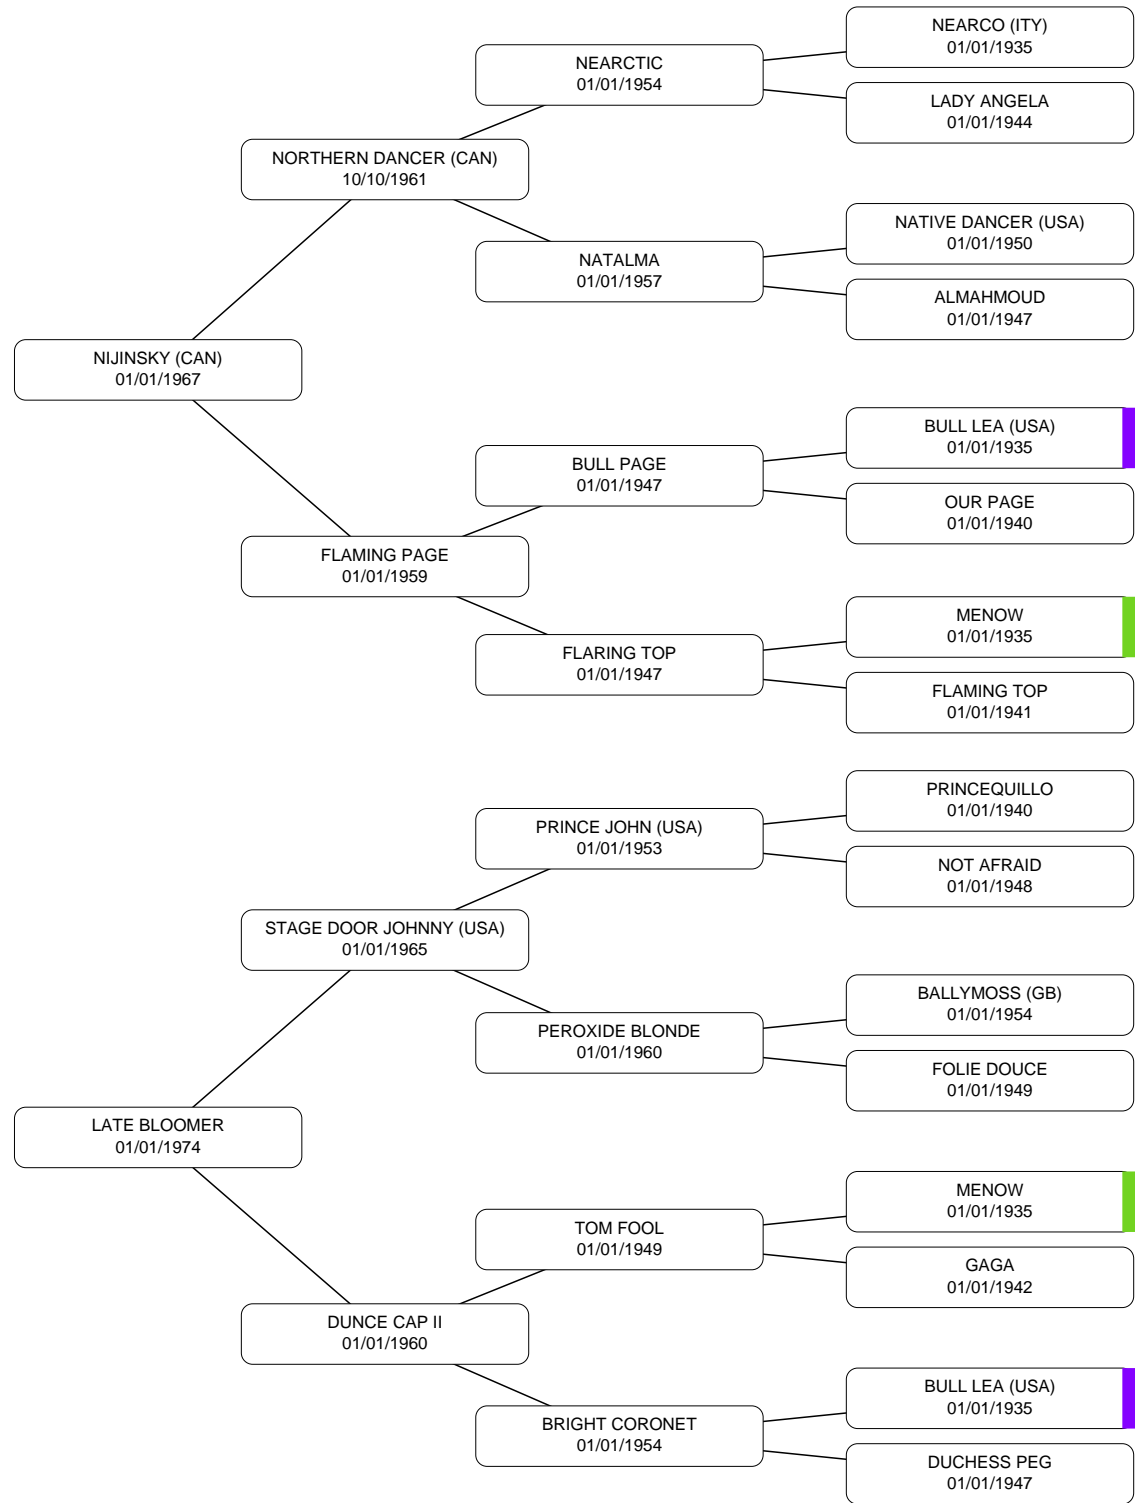 NEARCO (ITY)
01/01/1935
NEARCTIC
01/01/1954
LADY ANGELA
01/01/1944
NORTHERN DANCER (CAN)
10/10/1961
NATIVE DANCER (USA)
01/01/1950
NATALMA
01/01/1957
ALMAHMOUD
01/01/1947
NIJINSKY (CAN)
01/01/1967
BULL LEA (USA)
01/01/1935
BULL PAGE
01/01/1947
OUR PAGE
01/01/1940
FLAMING PAGE
01/01/1959
MENOW
01/01/1935
FLARING TOP
01/01/1947
FLAMING TOP
01/01/1941
PRINCEQUILLO
01/01/1940
PRINCE JOHN (USA)
01/01/1953
NOT AFRAID
01/01/1948
STAGE DOOR JOHNNY (USA)
01/01/1965
BALLYMOSS (GB)
01/01/1954
PEROXIDE BLONDE
01/01/1960
FOLIE DOUCE
01/01/1949
LATE BLOOMER
01/01/1974
MENOW
01/01/1935
TOM FOOL
01/01/1949
GAGA
01/01/1942
DUNCE CAP II
01/01/1960
BULL LEA (USA)
01/01/1935
BRIGHT CORONET
01/01/1954
DUCHESS PEG
01/01/1947